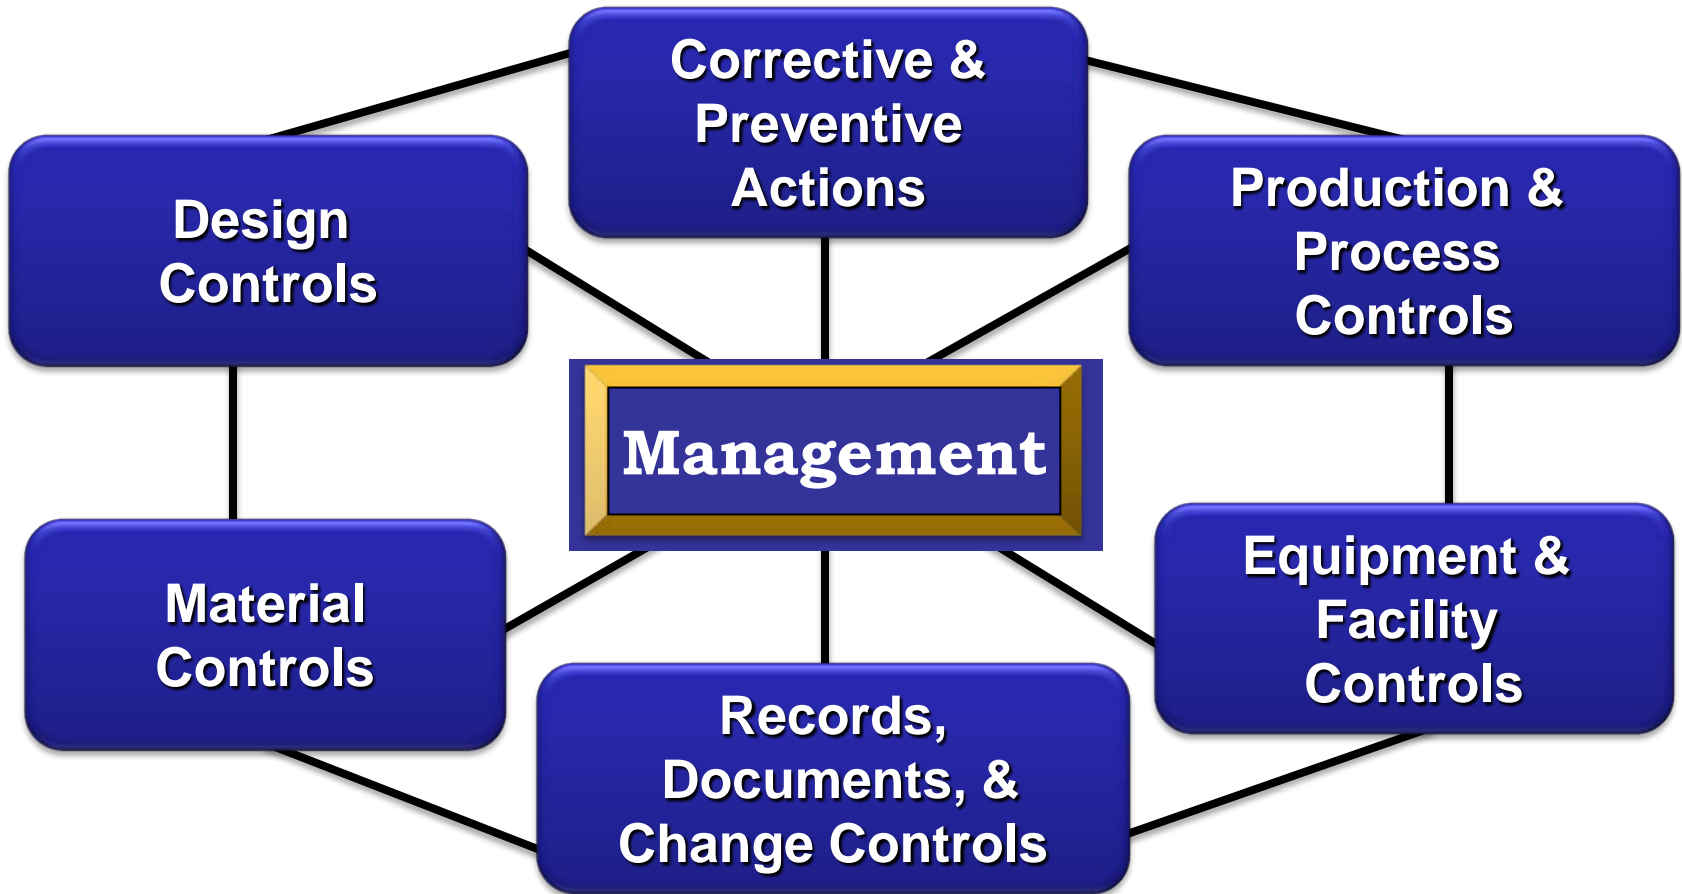 Corrective &
Preventive
Actions
Design
Controls
Production &
Process
Controls
Management
Material
Controls
Equipment &
Facility
Controls
Records,
Documents, &
Change Controls